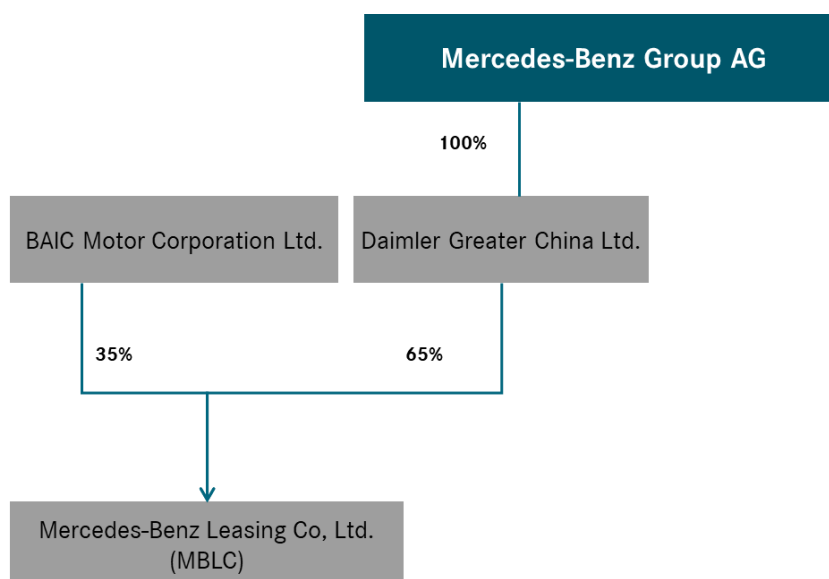 Mercedes-Benz Group AG
100%
BAIC Motor Corporation Ltd.
Daimler Greater China Ltd.
35%
65%
Mercedes-Benz Leasing Co, Ltd.
(MBLC)